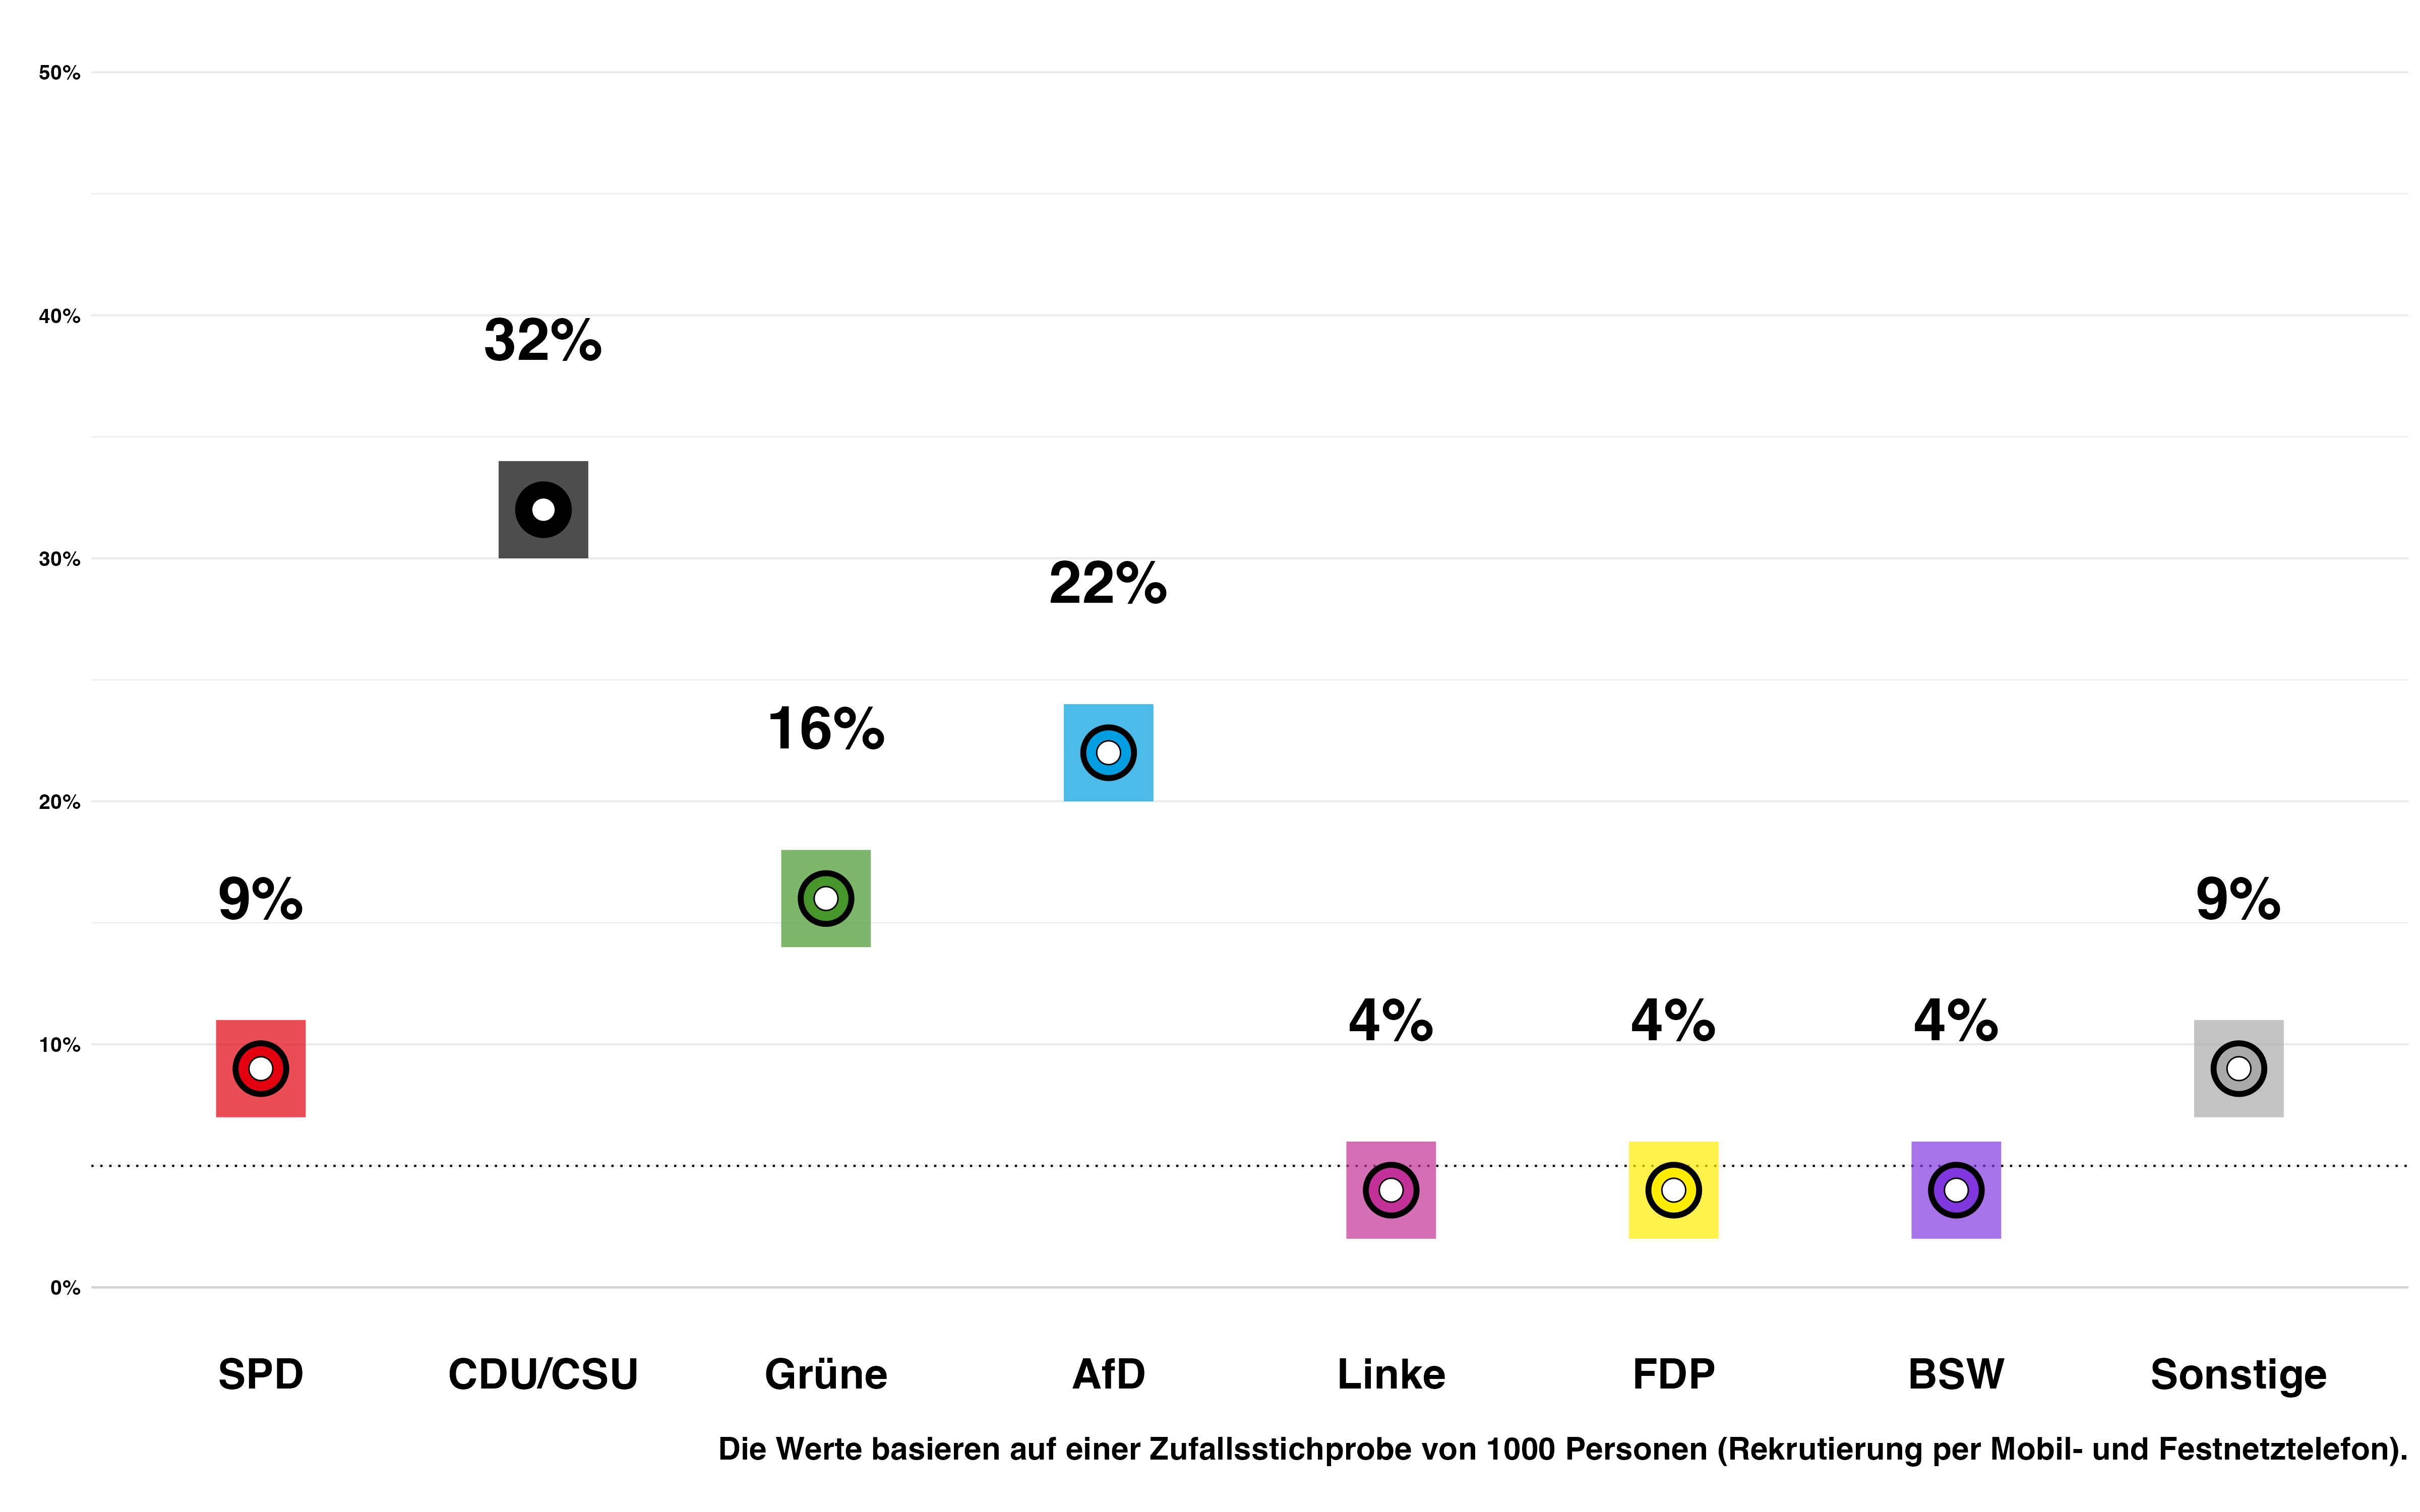 50%
40%
32%
30%
22%
16%
20%
9%
9%
4%
4%
4%
10%
0%
SPD
CDU/CSU
Grüne
AfD
Linke
FDP
BSW
Sonstige
Die Werte basieren auf einer Zufallsstichprobe von 1000 Personen (Rekrutierung per Mobil- und Festnetztelefon).